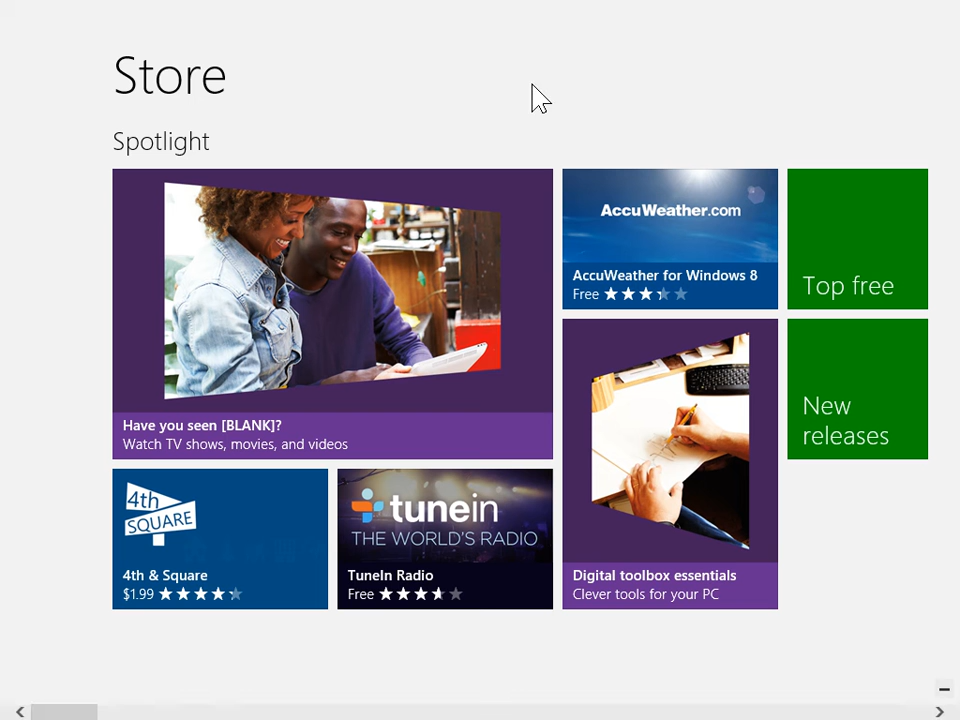 Store
Spotlight
AccuWeather.com
AccuWeather for Windows 8
Free
Top free
Have you seen [BLANK]?
Watch TV shows, movies, and videos
New
releases
4th
SQUARE
4th & Square
$1.99
tunein
THE WORLD'S RADIO
TuneIn Radio
Free
Digital toolbox essentials
Clever tools for your PC